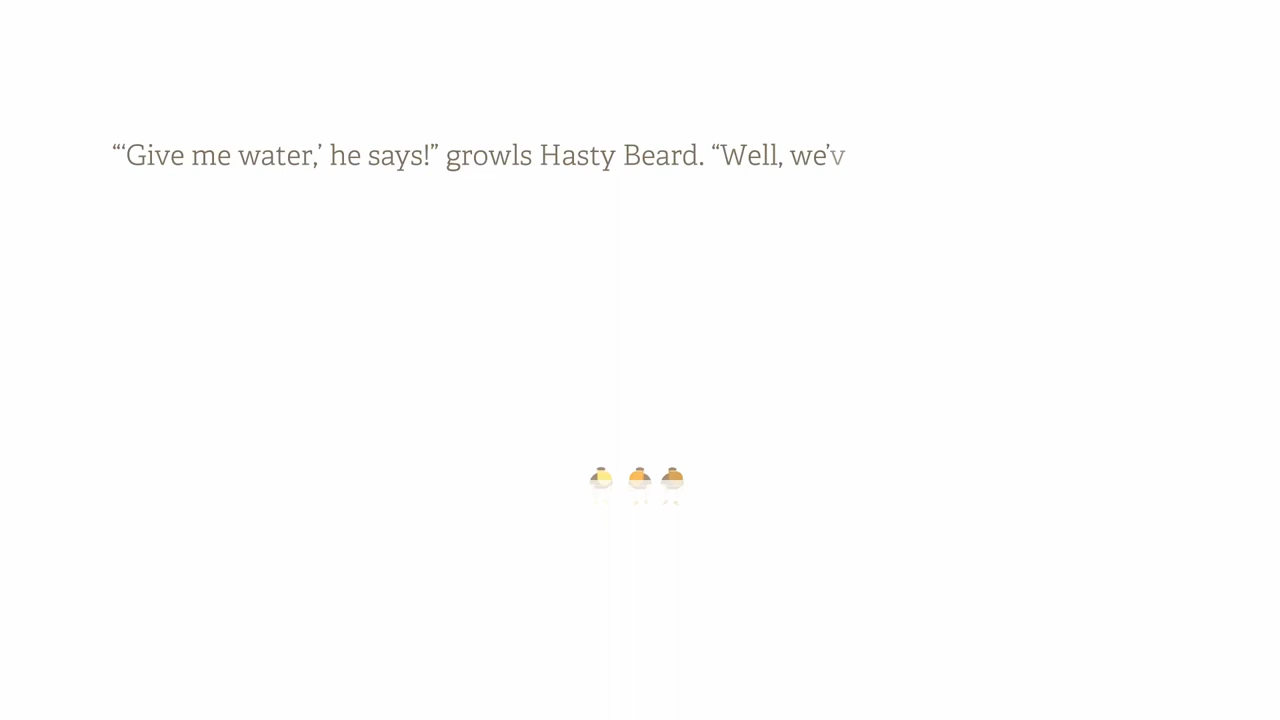 “‘Give me water,’ he says!” growls Hasty Beard. “Well, we’v